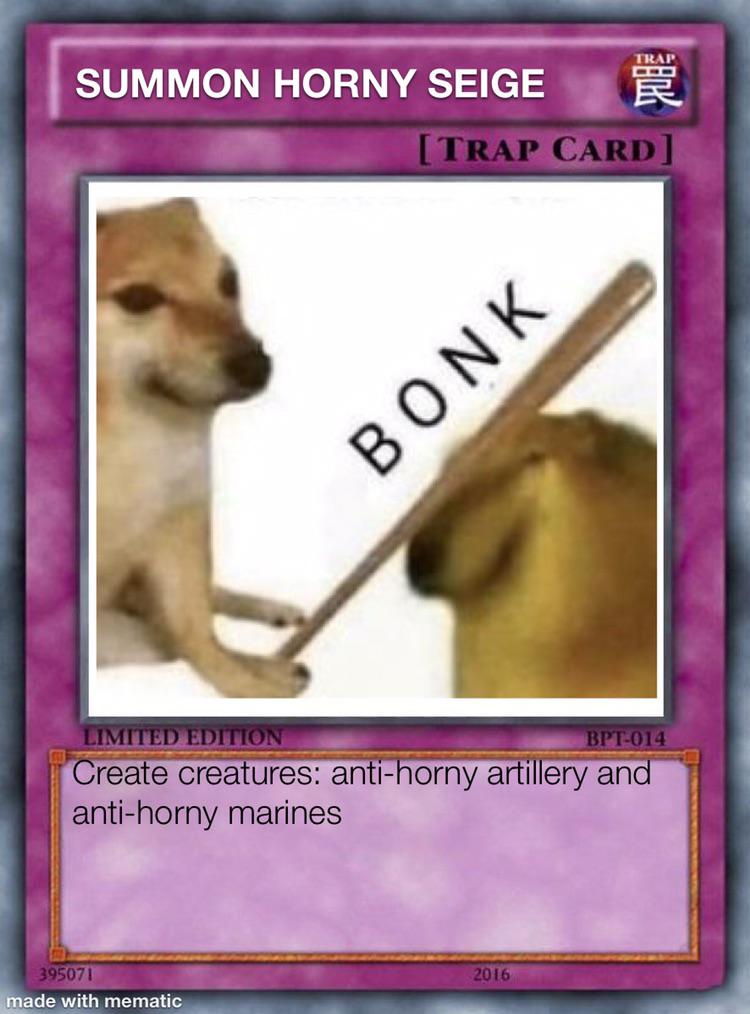 SUMMON HORNY SEIGE
TRAP
罠
[TRAP CARD]
BONK
LIMITED EDITION
BPT-014
Create creatures: anti-horny artillery and
anti-horny marines
395071
2016
made with mematic